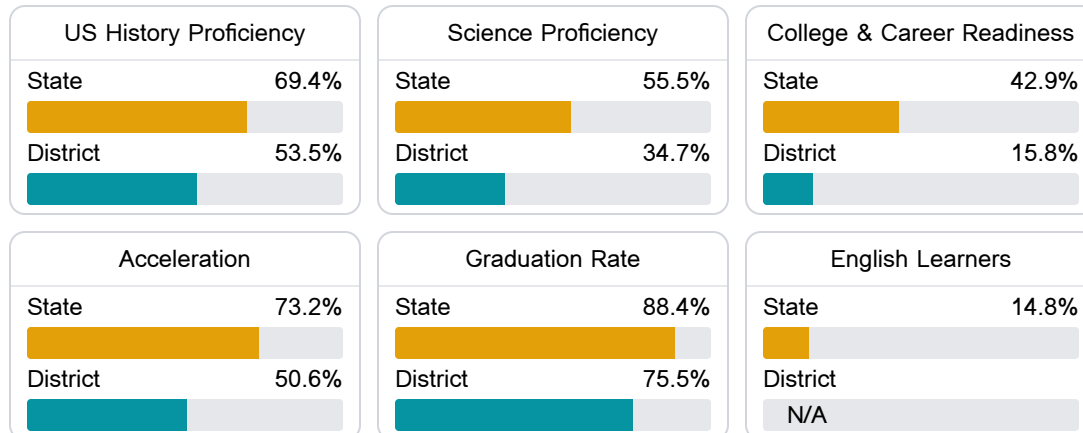 US History Proficiency
State 69.4%
District 53.5%
Science Proficiency
State 55.5%
District 34.7%
College & Career Readiness
State 42.9%
District 15.8%
Acceleration
State 73.2%
District 50.6%
Graduation Rate
State 88.4%
District 75.5%
English Learners
State 14.8%
District
N/A